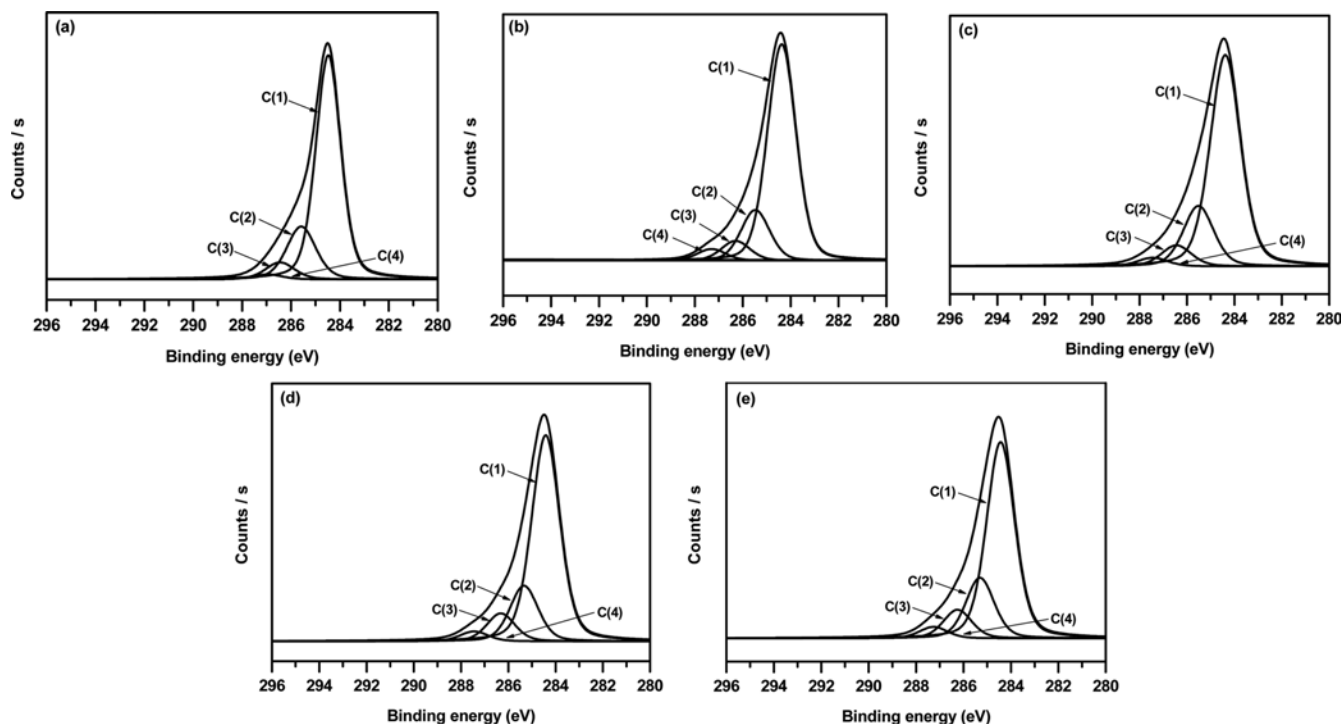 (a)
C(1)
C(2)
C(3)
C(4)
Counts / s
296 294 292 290 288 286 284 282 280
Binding energy (eV)
(b)
C(1)
C(2)
C(3)
C(4)
Counts / s
296 294 292 290 288 286 284 282 280
Binding energy (eV)
(c)
C(1)
C(2)
C(3)
C(4)
Counts / s
296 294 292 290 288 286 284 282 280
Binding energy (eV)
(d)
C(1)
C(2)
C(3)
C(4)
Counts / s
296 294 292 290 288 286 284 282 280
Binding energy (eV)
(e)
C(1)
C(2)
C(3)
C(4)
Counts / s
296 294 292 290 288 286 284 282 280
Binding energy (eV)